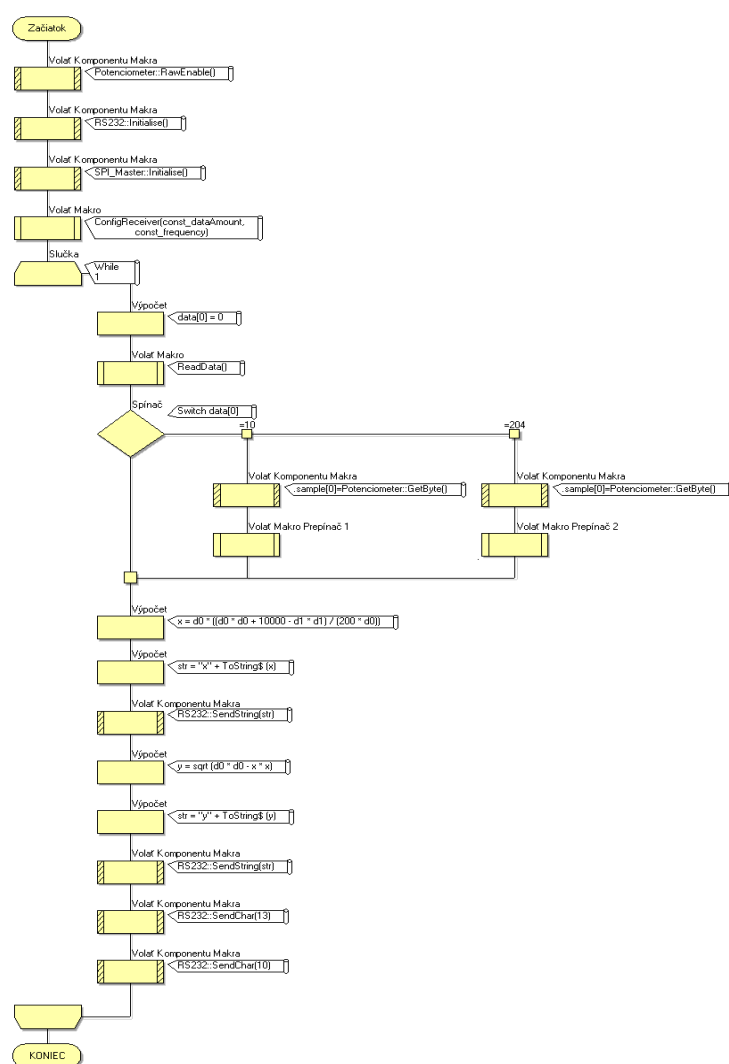 Začiatok
Volať Komponentu Makra
Potenciometer::RawEnable()
Volať Komponentu Makra
RS232::Initialise()
Volať Komponentu Makra
SPI_Master::Initialise()
Volať Makro
ConfigReceiver(const_dataAmount,
const_frequency)
Slučka
While
1
Výpočet
data[0] = 0
Volať Makro
ReadData()
Spínač
Switch data[0]
=10
=204
Volať Komponentu Makra
.sample[0]=Potenciometer::GetByte()
Volať Komponentu Makra
.sample[0]=Potenciometer::GetByte()
Volať Makro Prepínač 1
Volať Makro Prepínač 2
Výpočet
x = d0 * ((d0 * d0 + 10000 - d1 * d1) / (200 * d0))
Výpočet
str = "x" + ToString$ (x)
Volať Komponentu Makra
RS232::SendString(str)
Výpočet
y = sqrt (d0 * d0 - x * x)
Výpočet
str = "y" + ToString$ (y)
Volať Komponentu Makra
RS232::SendString(str)
Volať Komponentu Makra
RS232::SendChar(13)
Volať Komponentu Makra
RS232::SendChar(10)
KONIEC